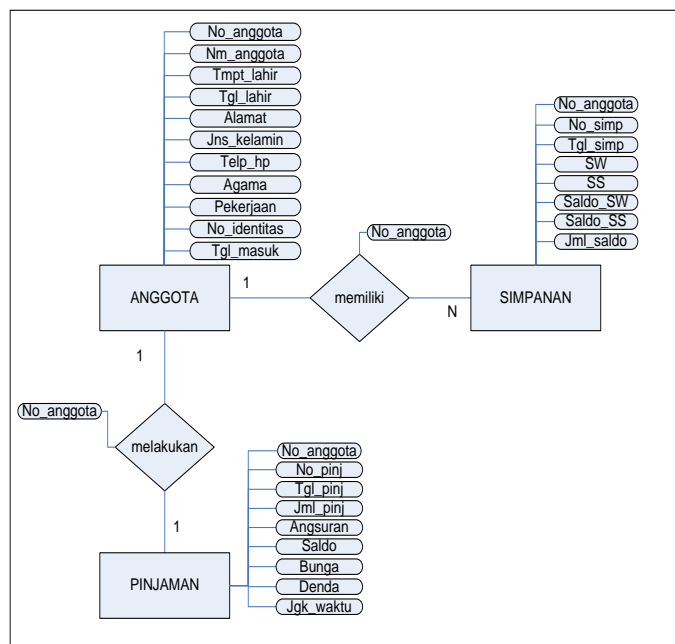 No_anggota
Nm_anggota
Tmpt_lahir
Tgl_lahir
Alamat
Jns_kelamin
Telp_hp
Agama
Pekerjaan
No_identitas
Tgl_masuk
No_anggota
No_simp
Tgl_simp
SW
SS
Saldo_SW
Saldo_SS
Jml_saldo
No_anggota
ANGGOTA
1
memiliki
N
SIMPANAN
1
No_anggota
melakukan
1
PINJAMAN
No_anggota
No_pinj
Tgl_pinj
Jml_pinj
Angsuran
Saldo
Bunga
Denda
Jgk_waktu